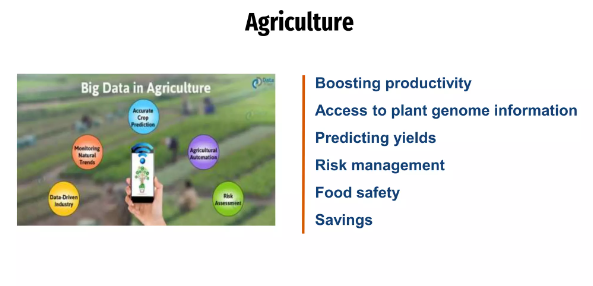 Agriculture
Big Data in Agriculture
Data
Accurate
Crop
Prediction
Monitoring
Natural
Trends
Agricultural
Automation
Data-Driven
Industry
Risk
Assessment
Boosting productivity
Access to plant genome information
Predicting yields
Risk management
Food safety
Savings